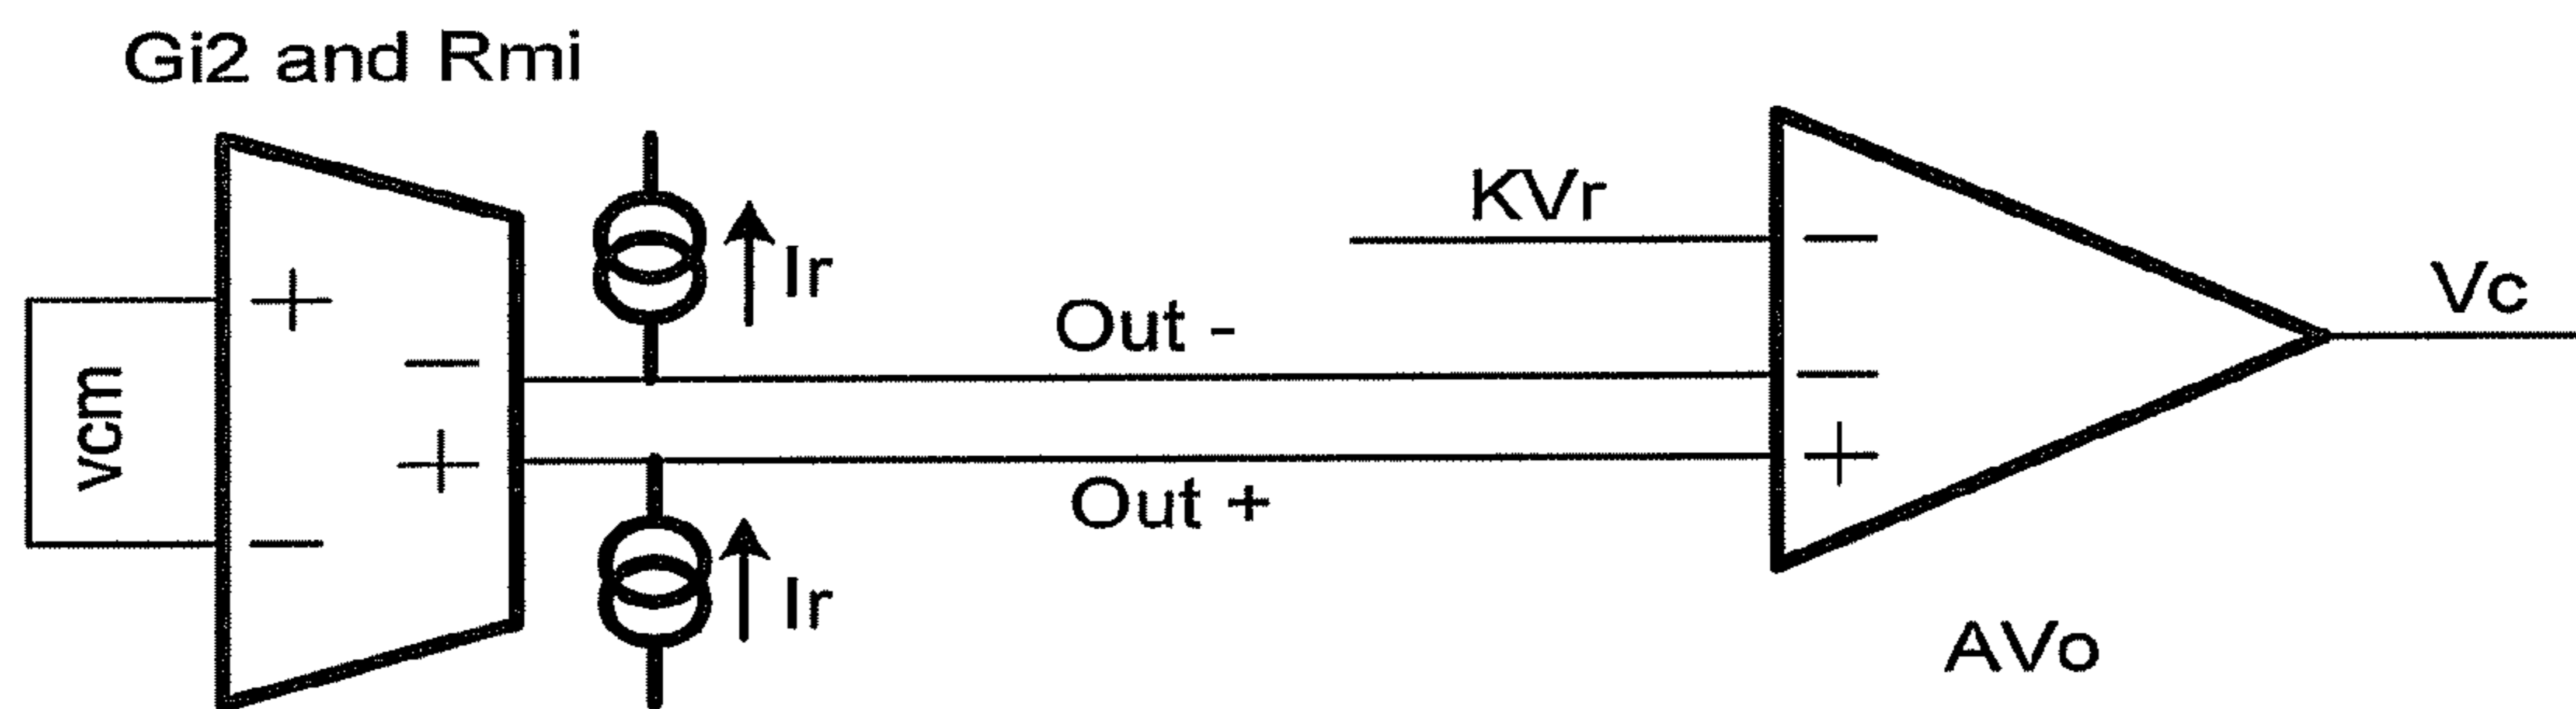 Gi2 and Rmi
+
−
vcm
−
+
Ir
Ir
Out -
Out +
KVr
−
−
+
Vc
AVo